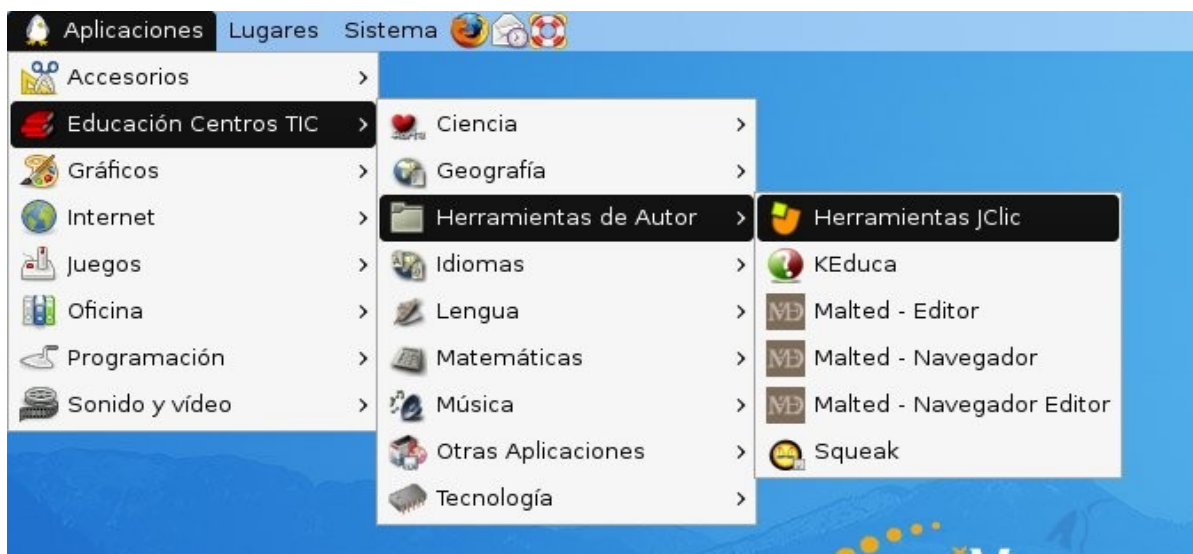 Aplicaciones Lugares Sistema
Accesorios
Educación Centros TIC
Gráficos
Internet
Juegos
Oficina
Programación
Sonido y vídeo
Ciencia
Geografía
Herramientas de Autor
Idiomas
Lengua
Matemáticas
Música
Otras Aplicaciones
Tecnología
Herramientas JClic
KEduca
Malted - Editor
Malted - Navegador
Malted - Navegador Editor
Squeak